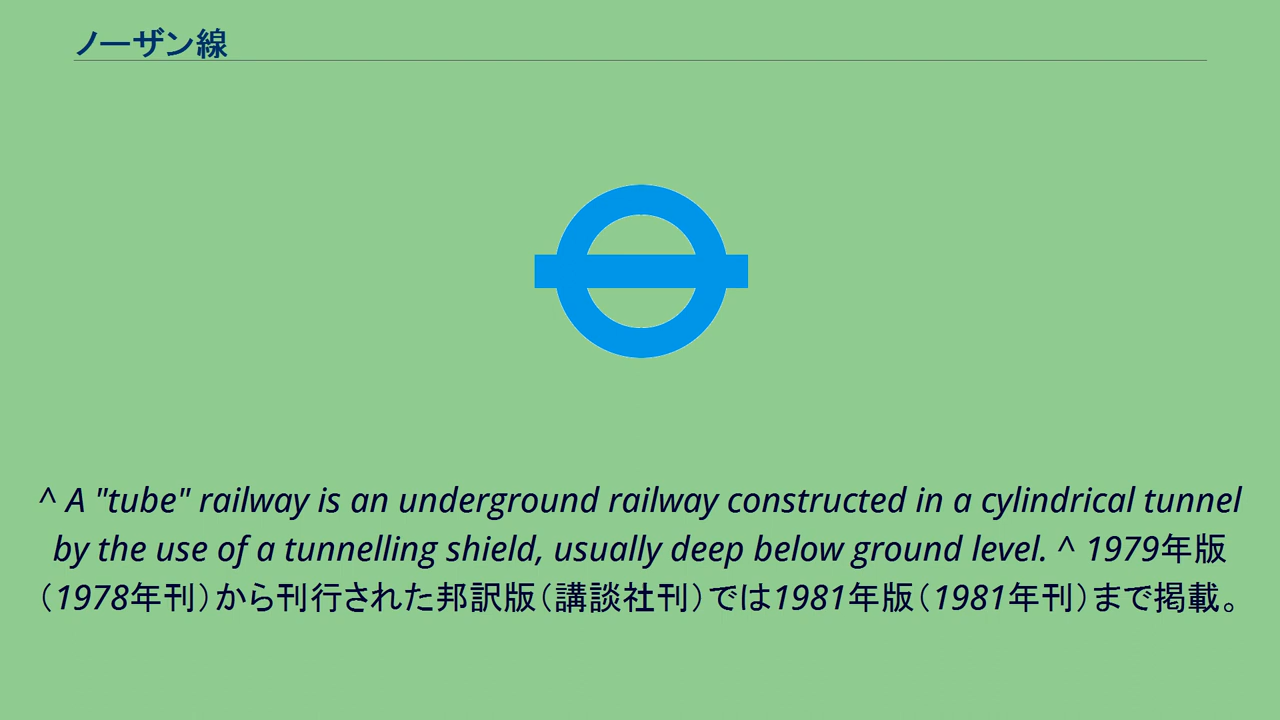 ノーザン線
^ A "tube" railway is an underground railway constructed in a cylindrical tunnel
by the use of a tunnelling shield, usually deep below ground level. ^ 1979年版
（1978年刊）から刊行された邦訳版（講談社刊）では1981年版（1981年刊）まで掲載。